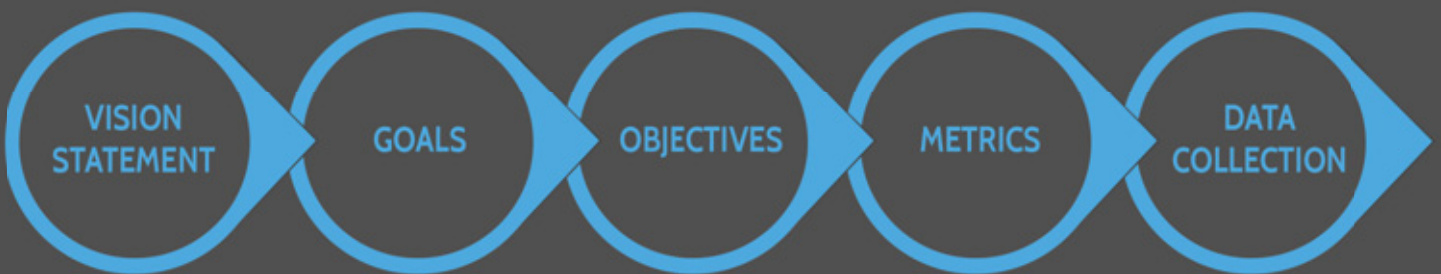 VISION
STATEMENT
GOALS
OBJECTIVES
METRICS
DATA
COLLECTION